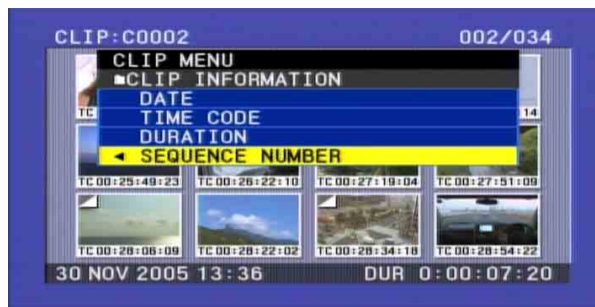 CLIP:C0002 002/034
CLIP MENU
CLIP INFORMATION
DATE
TIME CODE
DURATION
SEQUENCE NUMBER
TC 14
TC 00:25:49:23 TC 00:26:22:10 TC 00:27:19:04 TC 00:27:51:09
TC 00:28:06:09 TC 00:28:22:02 TC 00:28:34:18 TC 00:28:54:22
30 NOV 2005 13:36 DUR 0:00:07:20